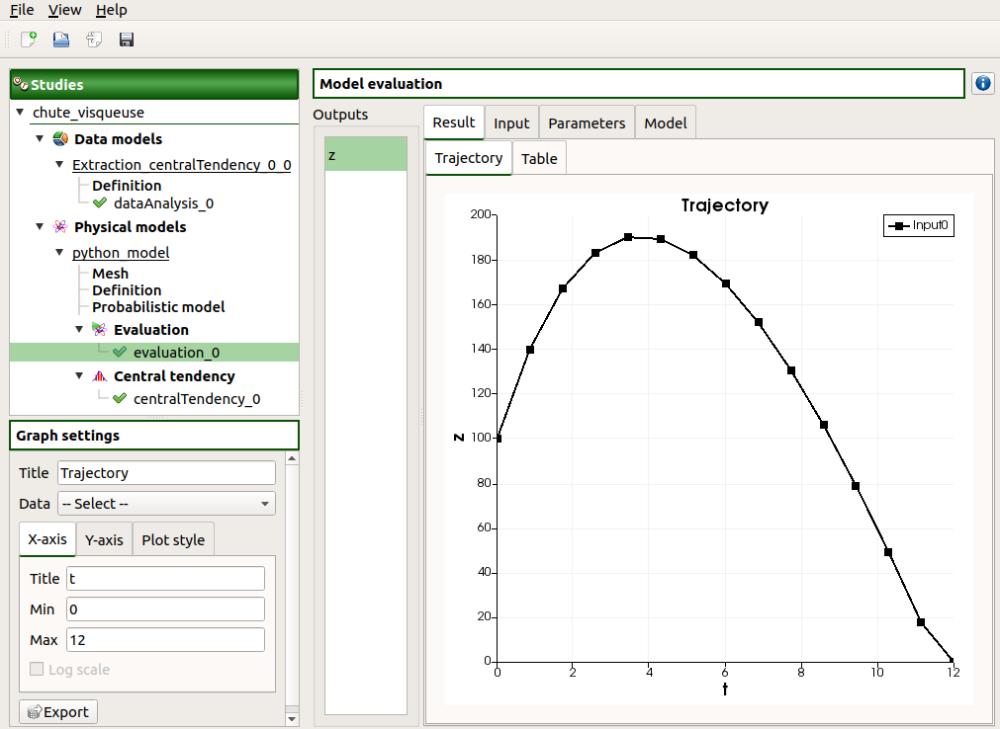 File View Help
Studies
chute_visqueuse
Data models
Extraction_centralTendency_0_0
Definition
dataAnalysis_0
Physical models
python_model
Mesh
Definition
Probabilistic model
Evaluation
evaluation_0
Central tendency
centralTendency_0
Graph settings
Title Trajectory
Data -- Select --
X-axis Y-axis Plot style
Title t
Min 0
Max 12
Log scale
Export
Model evaluation
Outputs
z
Result Input Parameters Model
Trajectory Table
Trajectory
Input0
200
180
160
140
120
100
80
60
40
20
0
z
0 2 4 6 8 10 12
t